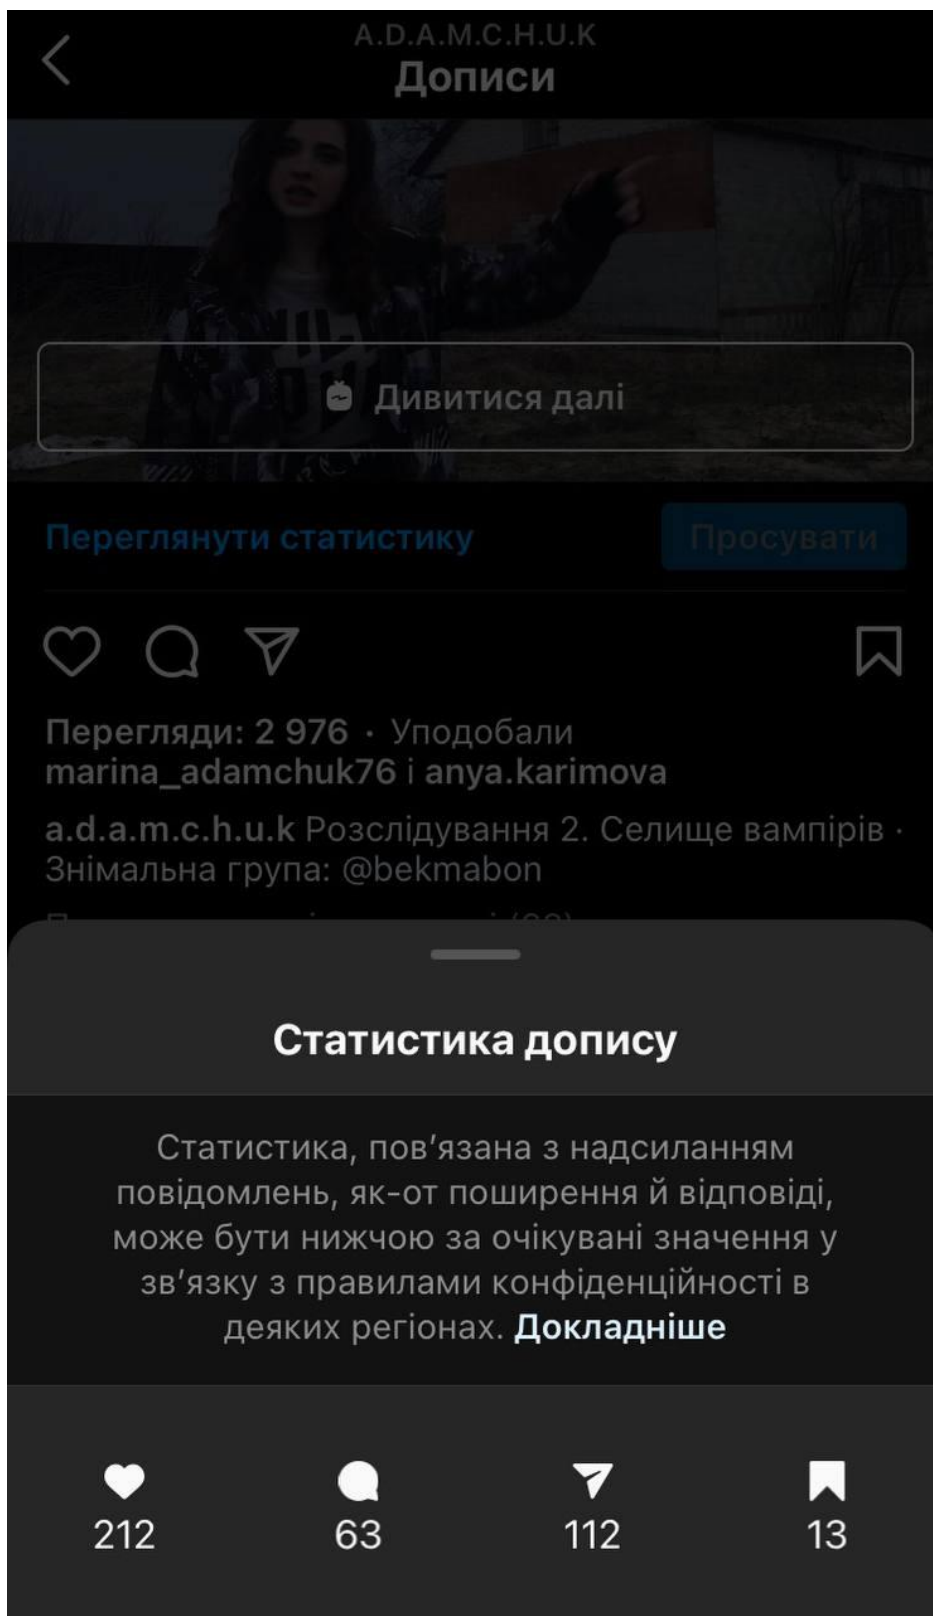 A.D.A.M.C.H.U.K
Дописи
Дивитися далі
Переглянути статистику
Просувати
Перегляди: 2 976 · Уподобали
marina_adamchuk76 і anya.karimova
a.d.a.m.c.h.u.k Розслідування 2. Селище вампірів ·
Знімальна група: @bekmabon
Статистика допису
Статистика, пов’язана з надсиланням
повідомлень, як-от поширення й відповіді,
може бути нижчою за очікувані значення у
зв’язку з правилами конфіденційності в
деяких регіонах. Докладніше
212 63 112 13